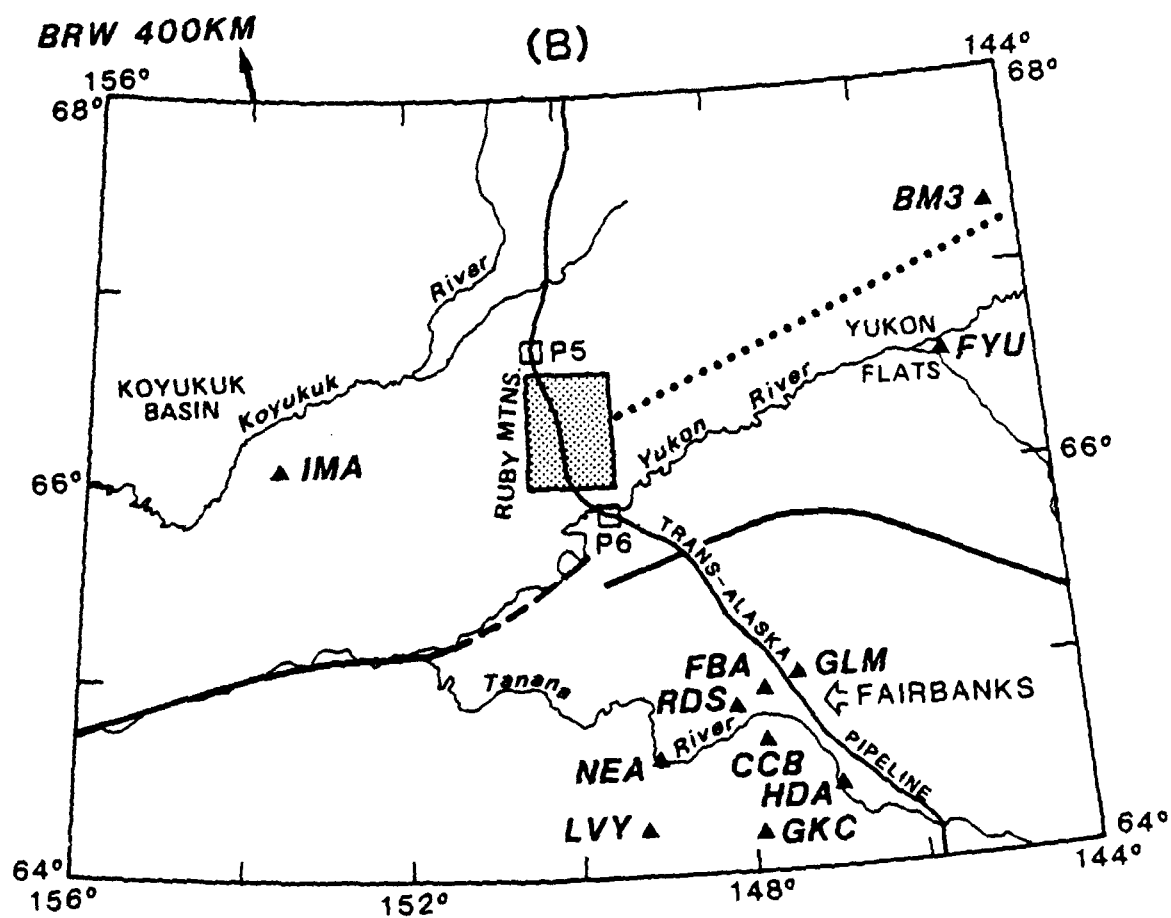 BRW 400KM
(B)
156°
144°
68°
68°
BM3
River
YUKON
FYU
FLATS
P5
KOYUKUK
BASIN
Koyukuk
RUBY MTNS.
Yukon
River
IMA
66°
66°
P6
TRANS-ALASKA
PIPELINE
FBA
GLM
RDS
FAIRBANKS
Tanana
River
NEA
CCB
HDA
LVY
GKC
64°
64°
156°
152°
148°
144°